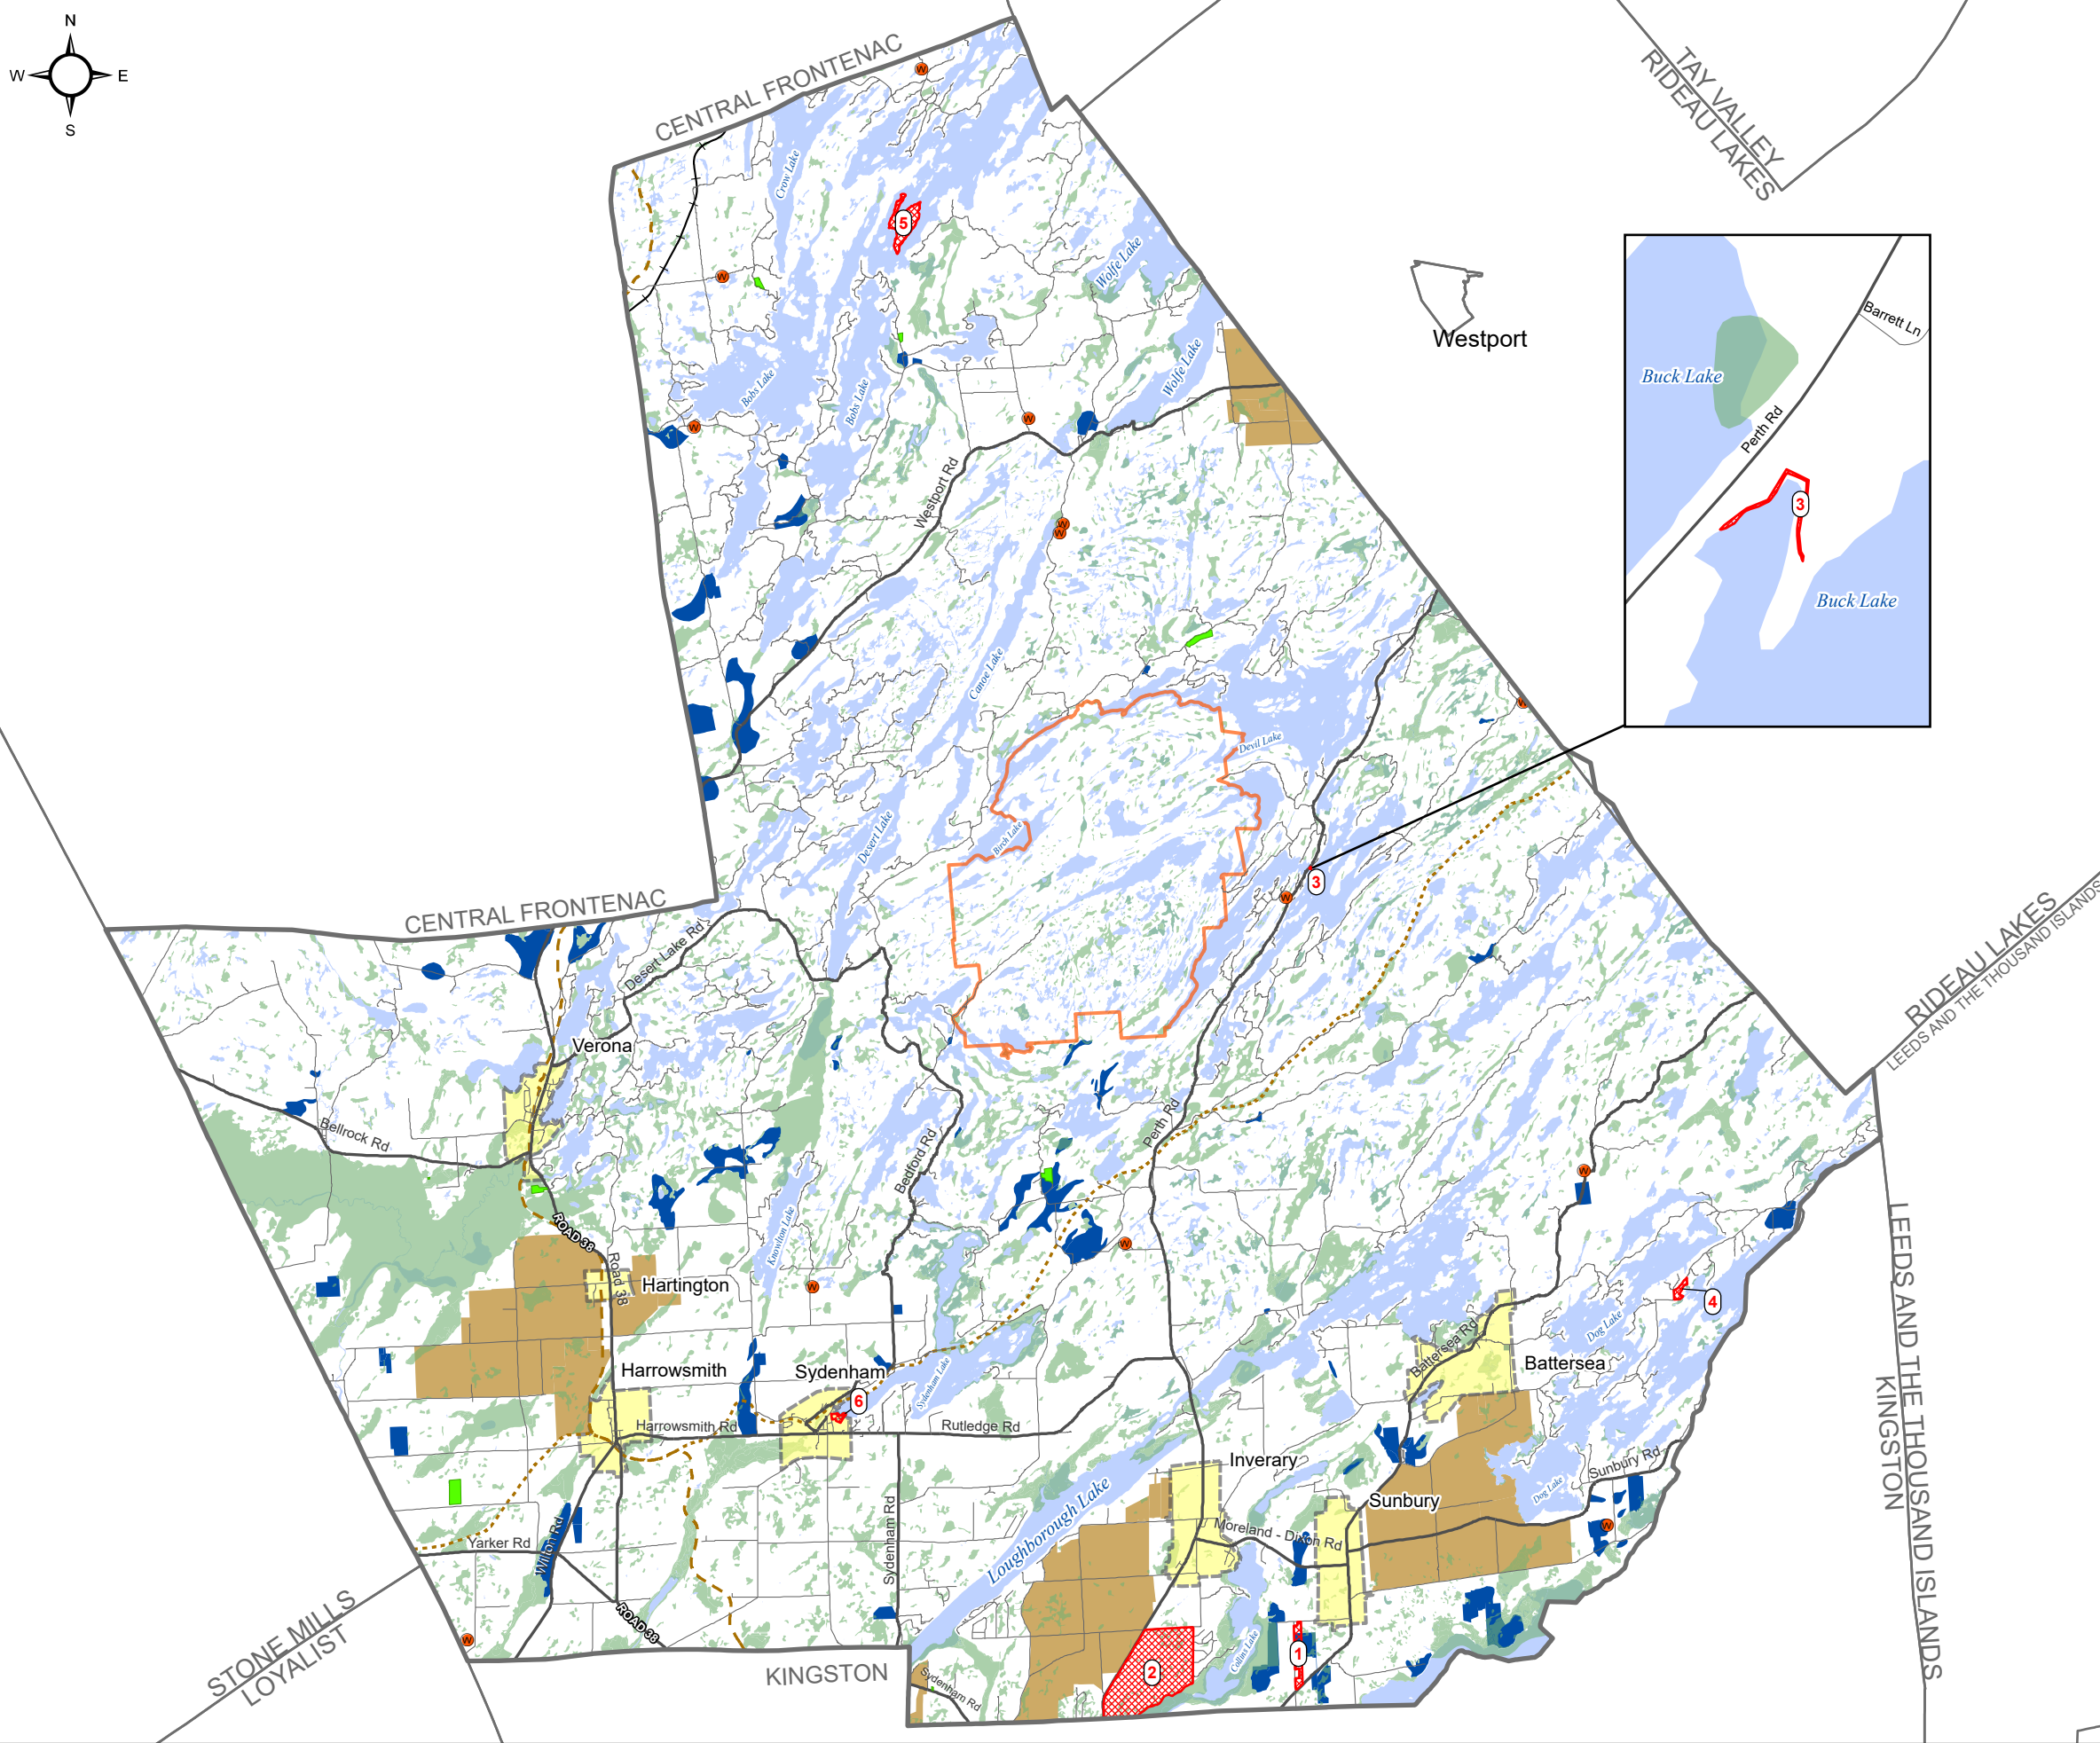 N
W
E
S
CENTRAL FRONTENAC
TAY VALLEY
RIDEAU LAKES
W
Crow Lake
5
W
Wolfe Lake
Westport
Barrett Ln
Buck Lake
Perth Rd
3
Buck Lake
Wolfe Lake
Bobs Lake
Bobs Lake
W
W
Westport Rd
W
W
Canoe Lake
W
Devil Lake
Birch Lake
Desert Lake
3
W
CENTRAL FRONTENAC
Desert Lake Rd
RIDEAU LAKES
LEEDS AND THE THOUSAND ISLANDS
Verona
Bellrock Rd
Perth Rd
Bedford Rd
W
ROAD 38
Road 38
Knowlton Lake
W
W
Hartington
4
Dog Lake
Battersea Rd
Battersea
Harrowsmith
Sydenham
Sydenham Lake
6
Harrowsmith Rd
Rutledge Rd
LEEDS AND THE THOUSAND ISLANDS
KINGSTON
Inverary
Sunbury Rd
Dog Lake
Sunbury
Loughborough Lake
Moreland - Dixon Rd
W
Yarker Rd
Wilton Rd
Sydenham Rd
ROAD 38
W
STONE MILLS
LOYALIST
KINGSTON
Sydenham Rd
Collins Lake
1
2